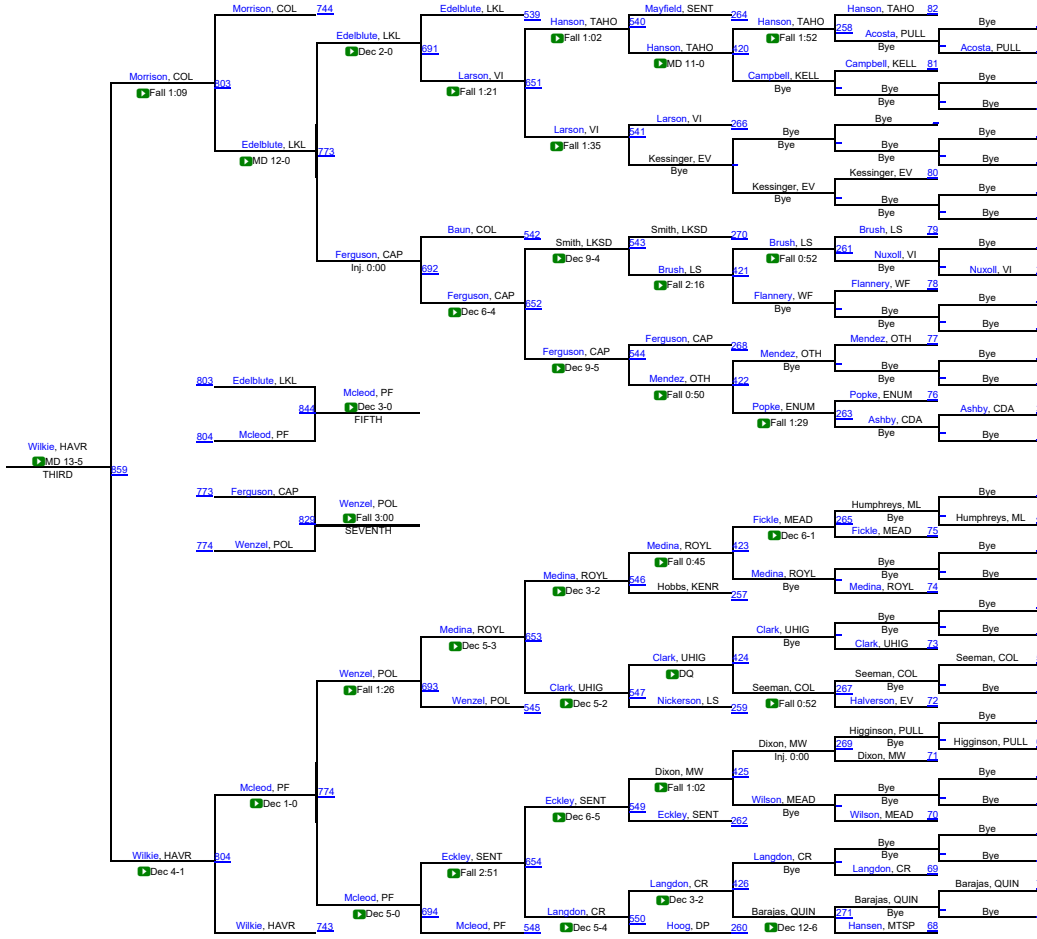 Morrison, COL 744
Edelblute, LKL 539
Mayfield, SENT 264
Hanson, TAHO 82
Hanson, TAHO 540
Hanson, TAHO 258
Bye
Fall 1:02
Fall 1:52
Acosta, PULL
Bye
Acosta, PULL
Edelblute, LKL 691
Dec 2-0
Hanson, TAHO 420
MD 11-0
Campbell, KELL 81
Bye
Morrison, COL 803
Fall 1:09
Larson, VI 651
Fall 1:21
Campbell, KELL
Bye
Bye
Bye
Bye
Larson, VI 266
Bye
Bye
Bye
Larson, VI 541
Fall 1:35
Bye
Bye
Bye
Edelblute, LKL 773
MD 12-0
Kessinger, EV
Bye
Kessinger, EV 80
Bye
Kessinger, EV
Bye
Bye
Bye
Bye
Baun, COL 542
Smith, LKSD 270
Brush, LS 79
Smith, LKSD 543
Dec 9-4
Brush, LS 261
Fall 0:52
Bye
Nuxoll, VI
Bye
Ferguson, CAP 692
Inj. 0:00
Brush, LS 421
Fall 2:16
Nuxoll, VI
Flannery, WF 78
Bye
Ferguson, CAP 652
Dec 6-4
Flannery, WF
Bye
Bye
Bye
Bye
Ferguson, CAP 268
Mendez, OTH 77
Ferguson, CAP 544
Dec 9-5
Mendez, OTH
Bye
Bye
Bye
Bye
Bye
803 Edelblute, LKL
Mendez, OTH 422
Fall 0:50
Mcleod, PF
Dec 3-0
FIFTH
844
Popke, ENUM 76
Popke, ENUM 263
Fall 1:29
Ashby, CDA
Ashby, CDA
Bye
Bye
804 Mcleod, PF
Wilkie, HAVR 859
MD 13-5
THIRD
773 Ferguson, CAP
Bye
Wenzel, POL
Fall 3:00
SEVENTH
829
Humphreys, ML
Bye
Humphreys, ML
Fickle, MEAD 265
Dec 6-1
Fickle, MEAD 75
774 Wenzel, POL
Medina, ROYL 423
Fall 0:45
Bye
Bye
Bye
Bye
Medina, ROYL 546
Dec 3-2
Hobbs, KENR 257
Medina, ROYL
Bye
Medina, ROYL 74
Bye
Medina, ROYL 653
Dec 5-3
Clark, UHIG
Bye
Bye
Bye
Bye
Clark, UHIG 73
Clark, UHIG 424
DQ
Seeman, COL
Wenzel, POL 693
Fall 1:26
Seeman, COL
Bye
Bye
Clark, UHIG 547
Dec 5-2
Seeman, COL 267
Fall 0:52
Wenzel, POL 545
Nickerson, LS 259
Halverson, EV 72
Bye
Higginson, PULL
Bye
Higginson, PULL
Dixon, MW 269
Inj. 0:00
Dixon, MW 71
Dixon, MW 425
Fall 1:02
Bye
Mcleod, PF 774
Dec 1-0
Bye
Bye
Bye
Eckley, SENT 549
Dec 6-5
Wilson, MEAD
Bye
Eckley, SENT 262
Wilson, MEAD 70
Bye
Bye
Bye
Bye
Wilkie, HAVR 804
Dec 4-1
Eckley, SENT 654
Fall 2:51
Langdon, CR
Bye
Langdon, CR 69
Langdon, CR 426
Dec 3-2
Barajas, QUIN
Mcleod, PF 694
Dec 5-0
Barajas, QUIN
Bye
Langdon, CR 550
Dec 5-4
Barajas, QUIN 271
Dec 12-6
Bye
Wilkie, HAVR 743
Mcleod, PF 548
Hoog, DP 260
Hansen, MTSP 68